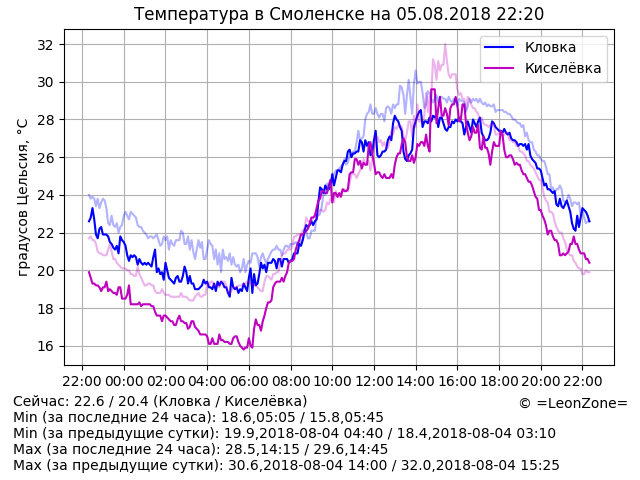 Температура в Смоленске на 05.08.2018 22:20
Кловка
Киселёвка
градусов Цельсия, °C
32
30
28
26
24
22
20
18
16
22:00 00:00 02:00 04:00 06:00 08:00 10:00 12:00 14:00 16:00 18:00 20:00 22:00
Сейчас: 22.6 / 20.4 (Кловка / Киселёвка)
© =LeonZone=
Min (за последние 24 часа): 18.6,05:05 / 15.8,05:45
Min (за предыдущие сутки): 19.9,2018-08-04 04:40 / 18.4,2018-08-04 03:10
Max (за последние 24 часа): 28.5,14:15 / 29.6,14:45
Max (за предыдущие сутки): 30.6,2018-08-04 14:00 / 32.0,2018-08-04 15:25